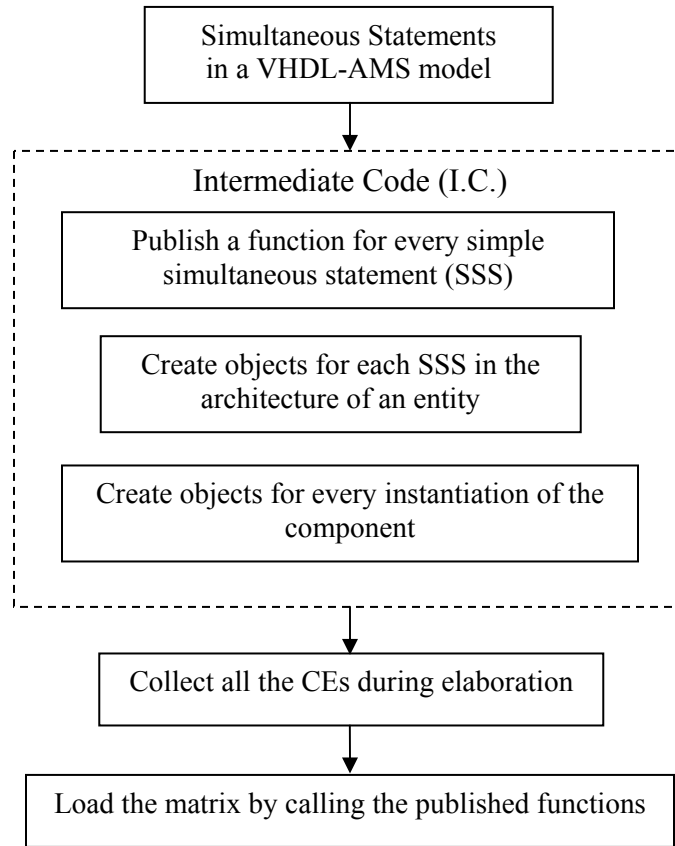 Simultaneous Statements
in a VHDL-AMS model
Intermediate Code (I.C.)
Publish a function for every simple
simultaneous statement (SSS)
Create objects for each SSS in the
architecture of an entity
Create objects for every instantiation of the
component
Collect all the CEs during elaboration
Load the matrix by calling the published functions